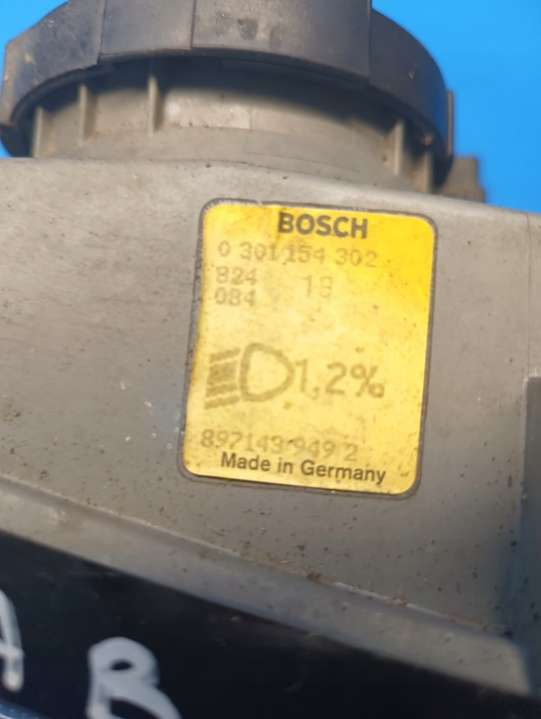 BOSCH
0 301 154 302
824 19
084
1,2%
897143 949 2
Made in Germany
A
B